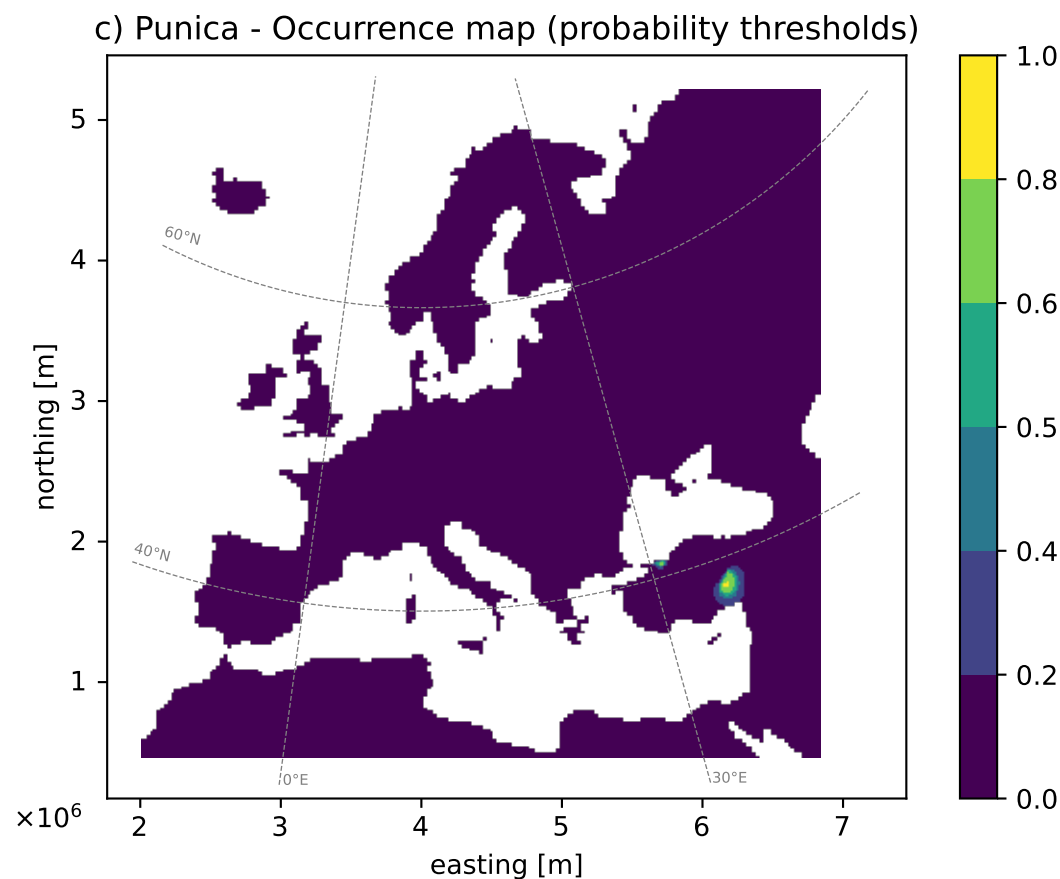 c) Punica - Occurrence map (probability thresholds)
1.0
0.8
0.6
0.5
0.4
0.2
0.0
northing [m]
5
4
3
2
1
60°N
40°N
0°E
30°E
×10⁶
2 3 4 5 6 7
easting [m]